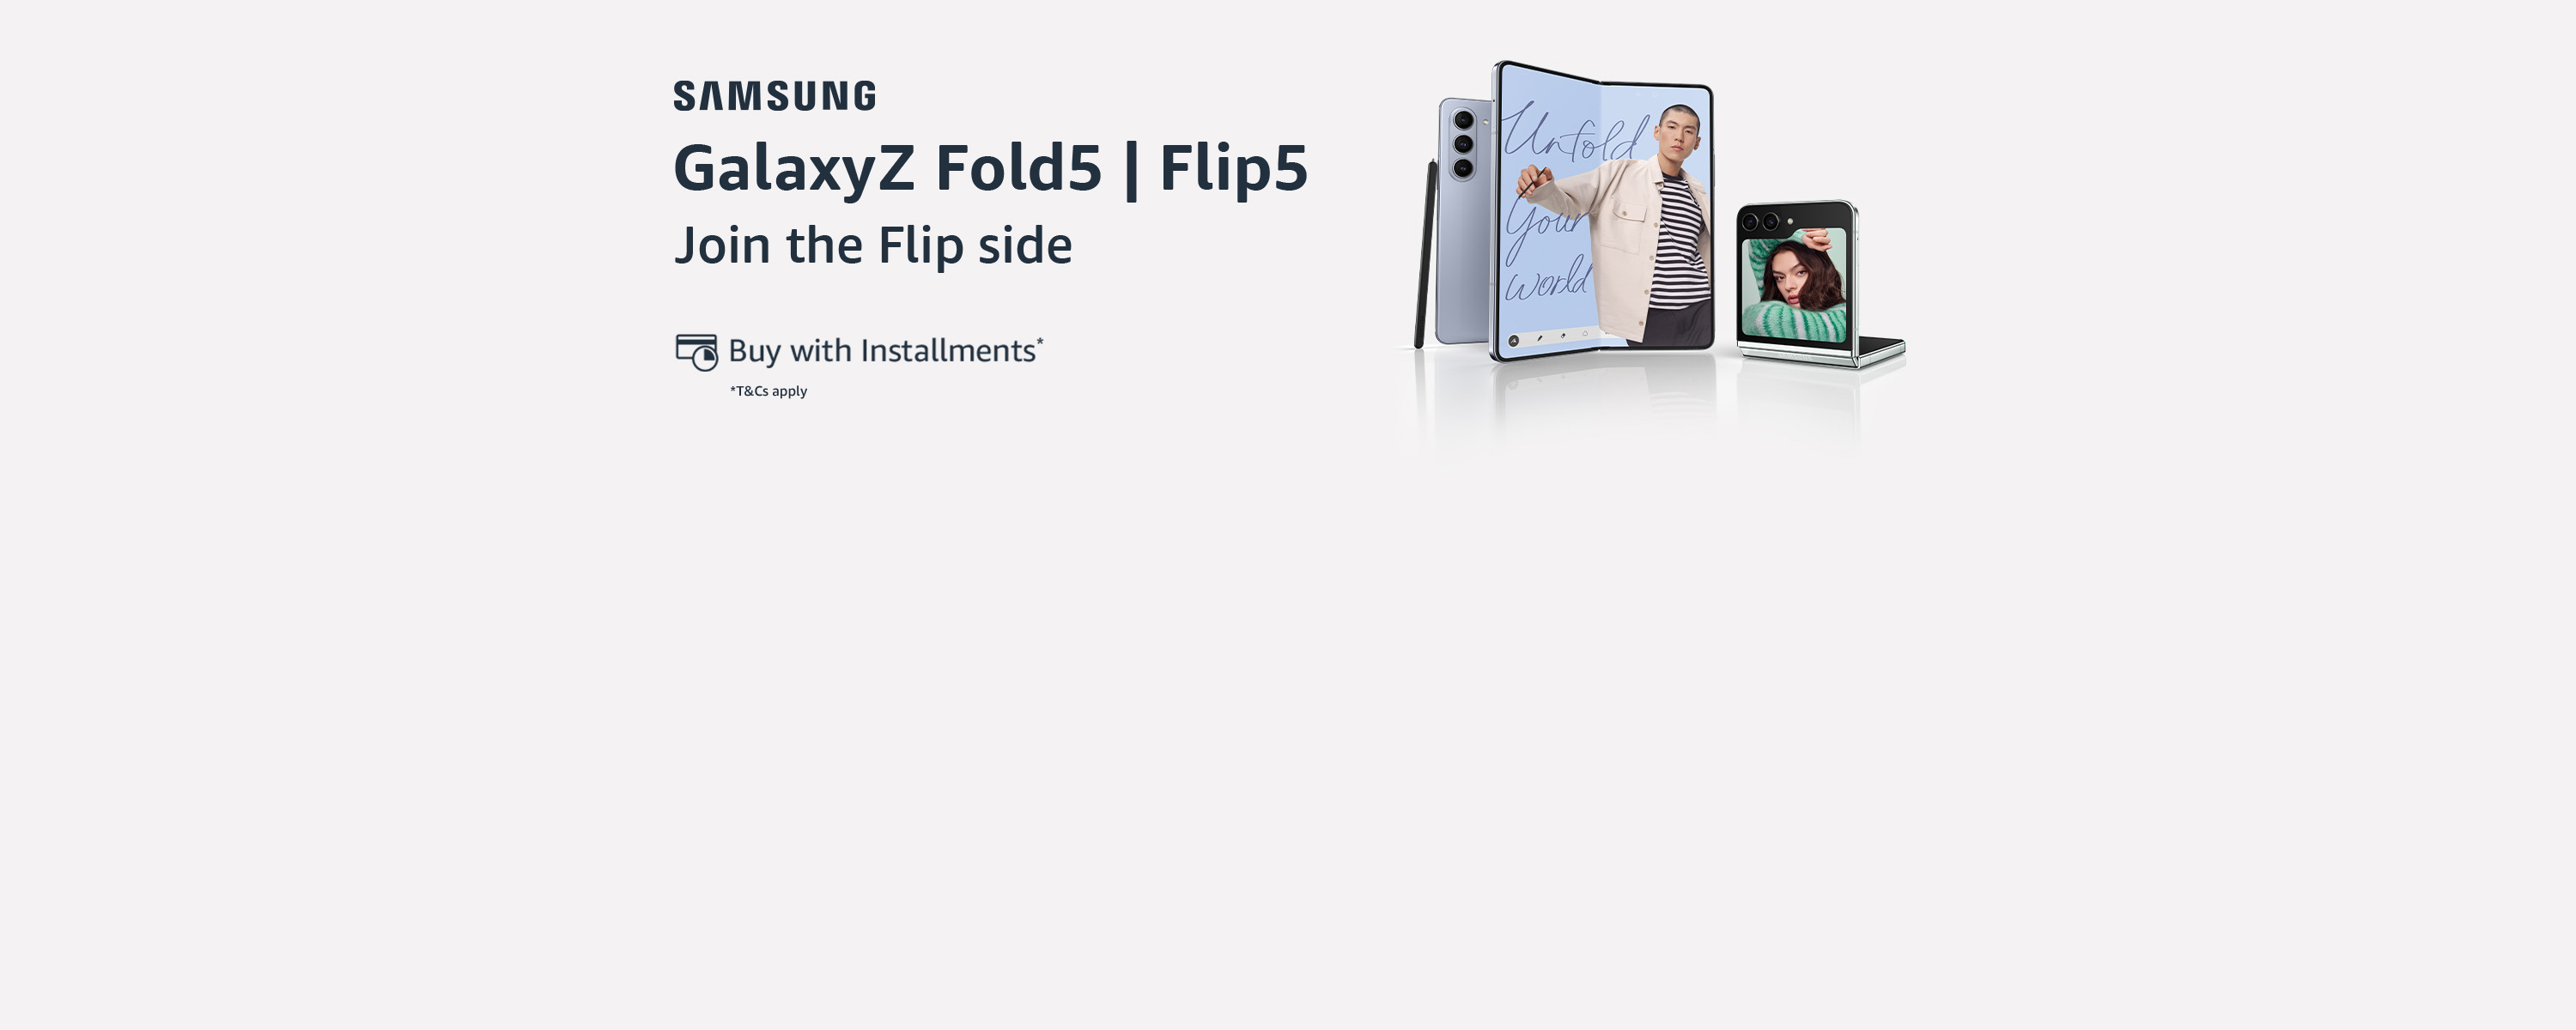 SAMSUNG
GalaxyZ Fold5 | Flip5
Join the Flip side
Buy with Installments*
*T&Cs apply
Unfold
Your
world